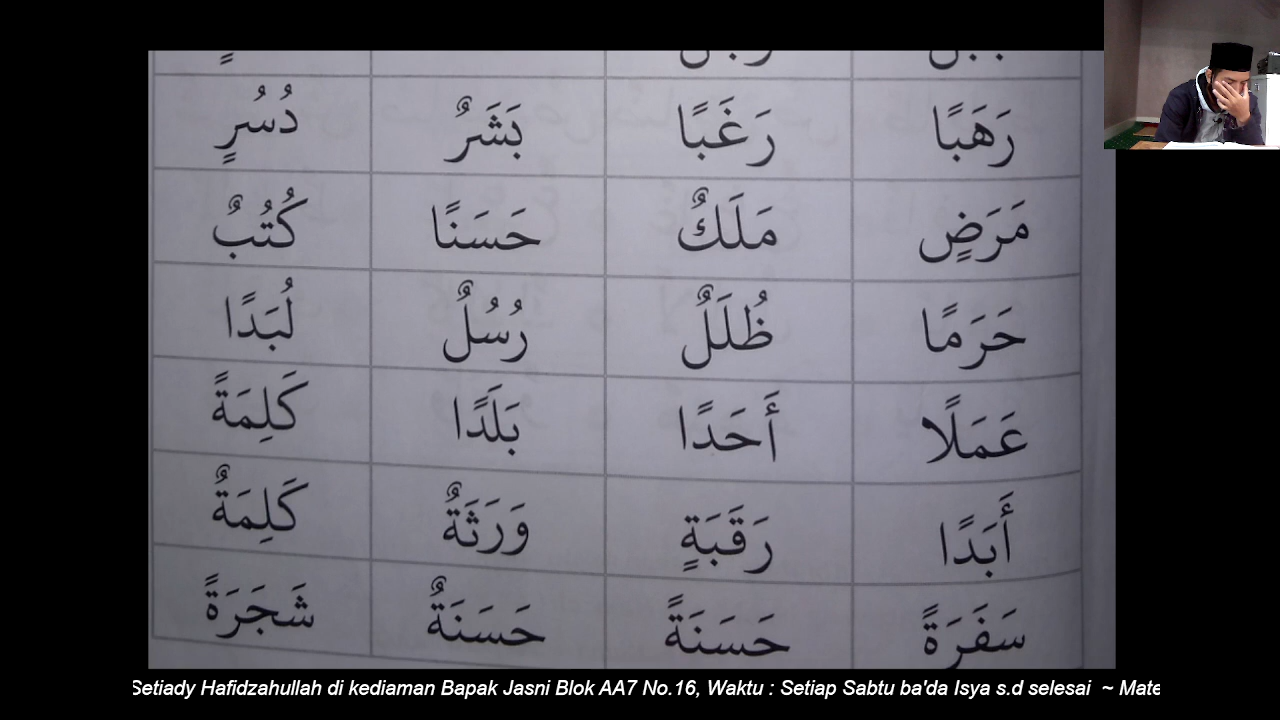 رَهَبًا رَغَبًا بَشَرٌ دُسُرٍ
مَرَضٍ مَلَكٌ حَسَنًا كُتُبٌ
حَرَمًا ظُلَلٌ رُسُلٌ لُبَدًا
عَمَلًا أَحَدًا بَلَدًا كَلِمَةً
أَبَدًا رَقَبَةٍ وَرَثَةٌ كَلِمَةٌ
سَفَرَةً حَسَنَةً حَسَنَةٌ شَجَرَةً
Setiady Hafidzahullah di kediaman Bapak Jasni Blok AA7 No.16, Waktu : Setiap Sabtu ba'da Isya s.d selesai ~ Mate